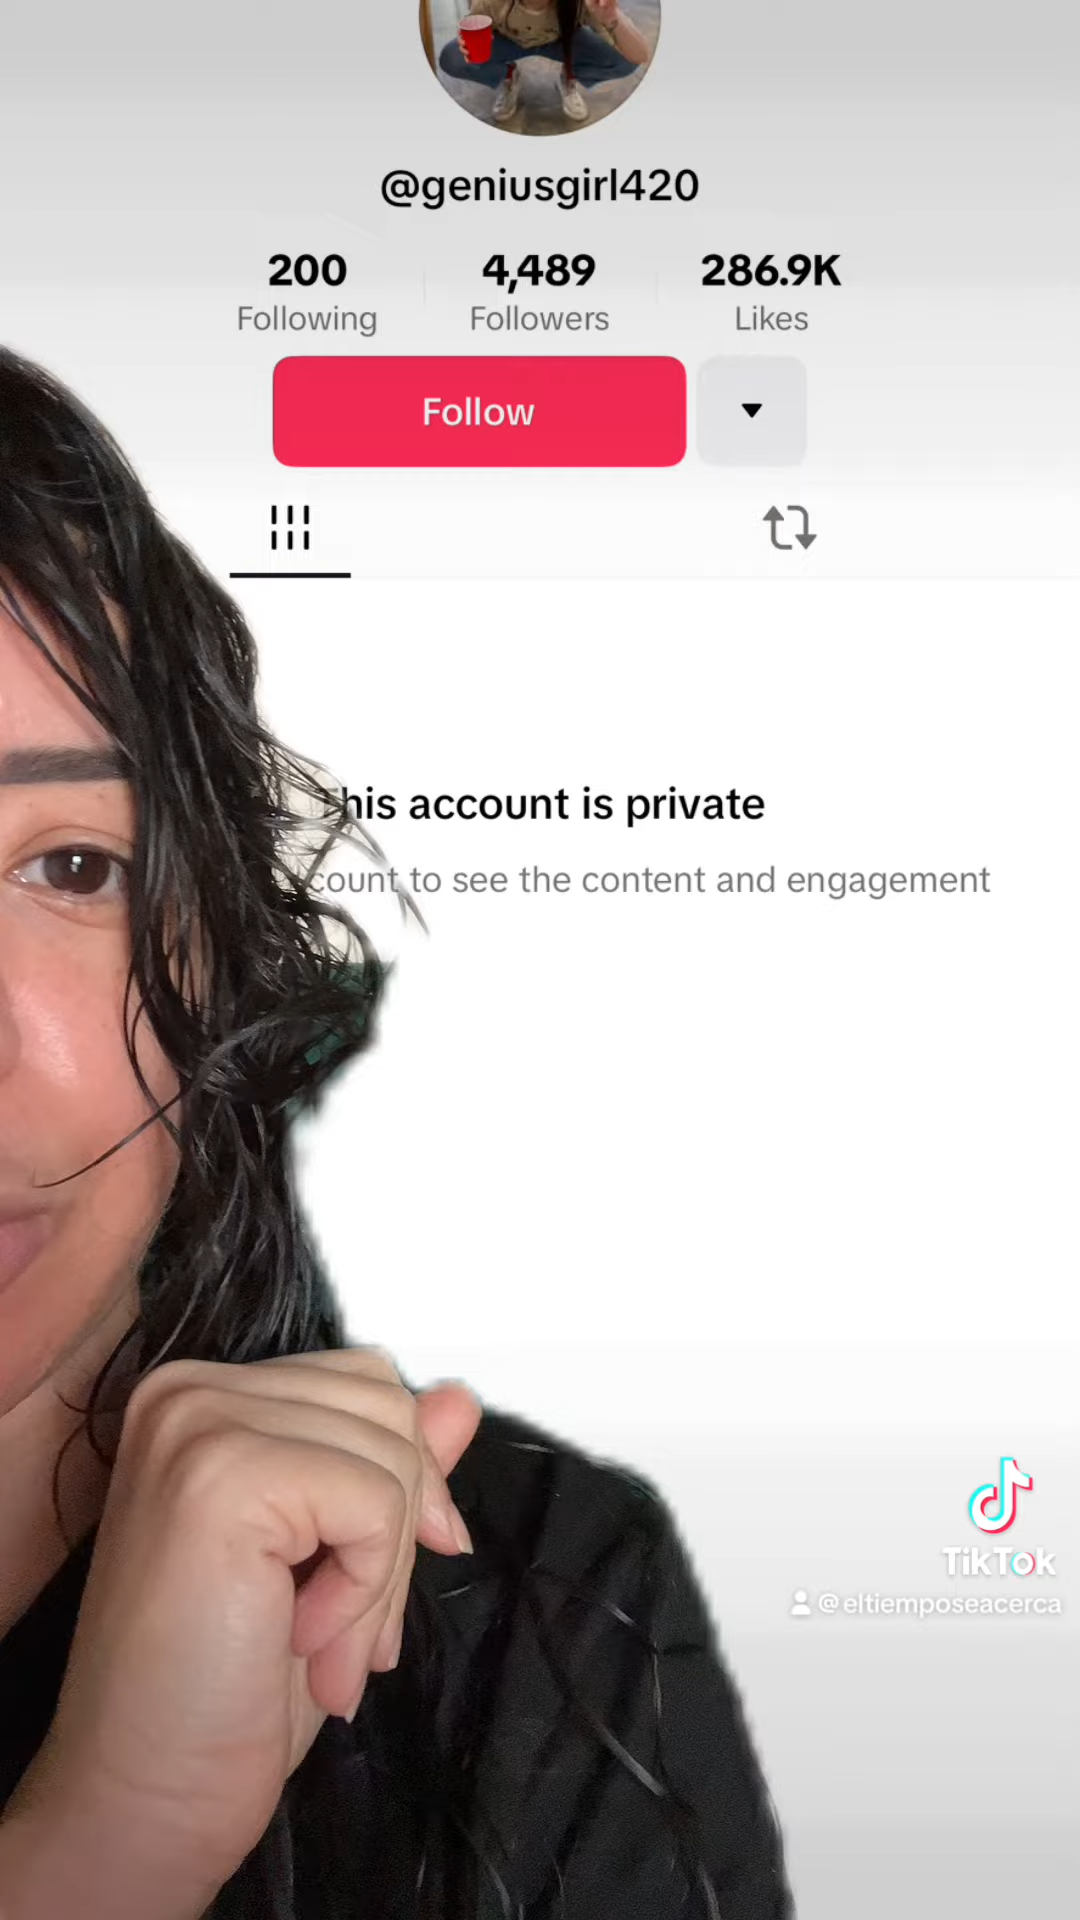 @geniusgirl420
200 4,489 286.9K
Following Followers Likes
Follow
This account is private
count to see the content and engagement
TikTok
@eltiemposeacerca